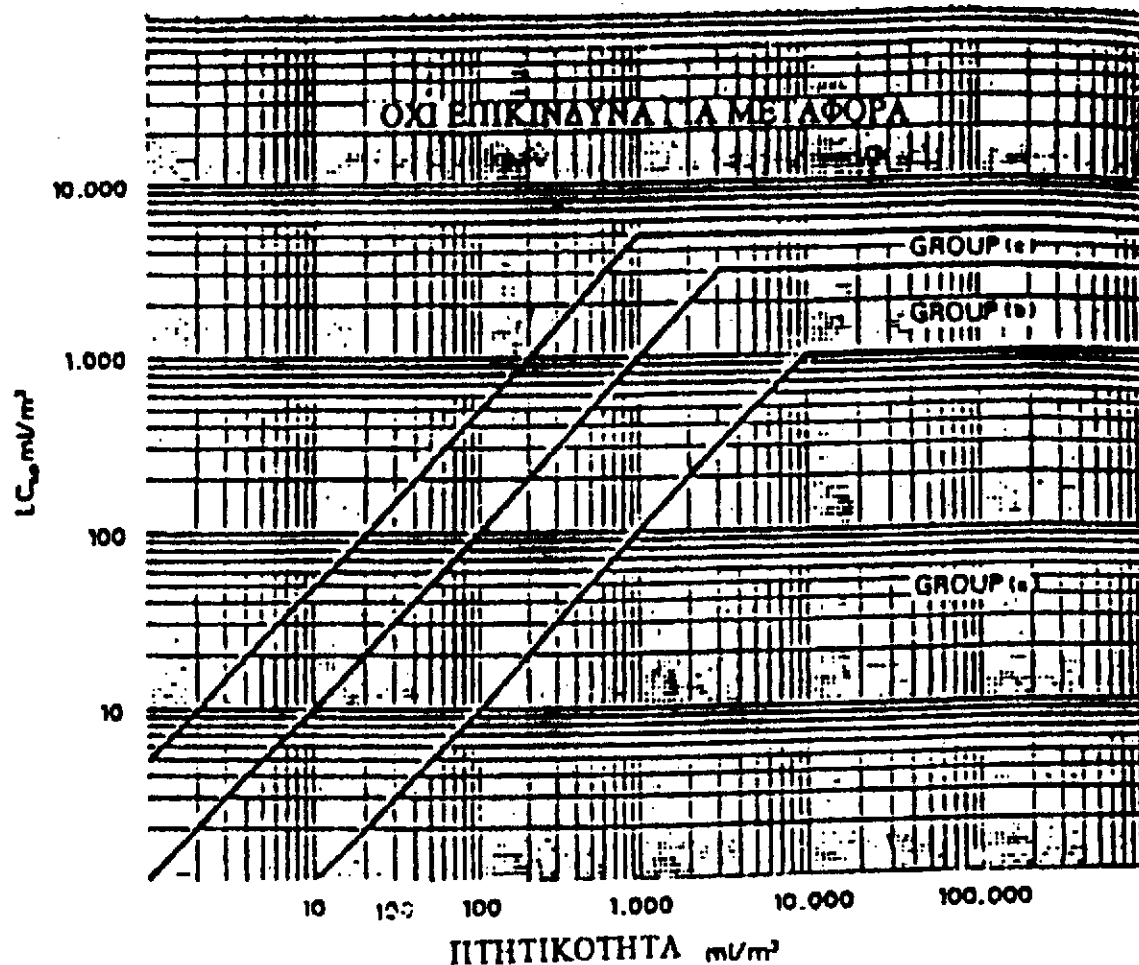 ΟΧΙ ΕΠΙΚΙΝΔΥΝΑ ΓΙΑ ΜΕΤΑΦΟΡΑ
10.000
GROUP (c)
GROUP (b)
1.000
LC₅₀ ml/m³
100
GROUP (a)
10
10 100 100 1.000 10.000 100.000
ΠΤΗΤΙΚΟΤΗΤΑ ml/m³